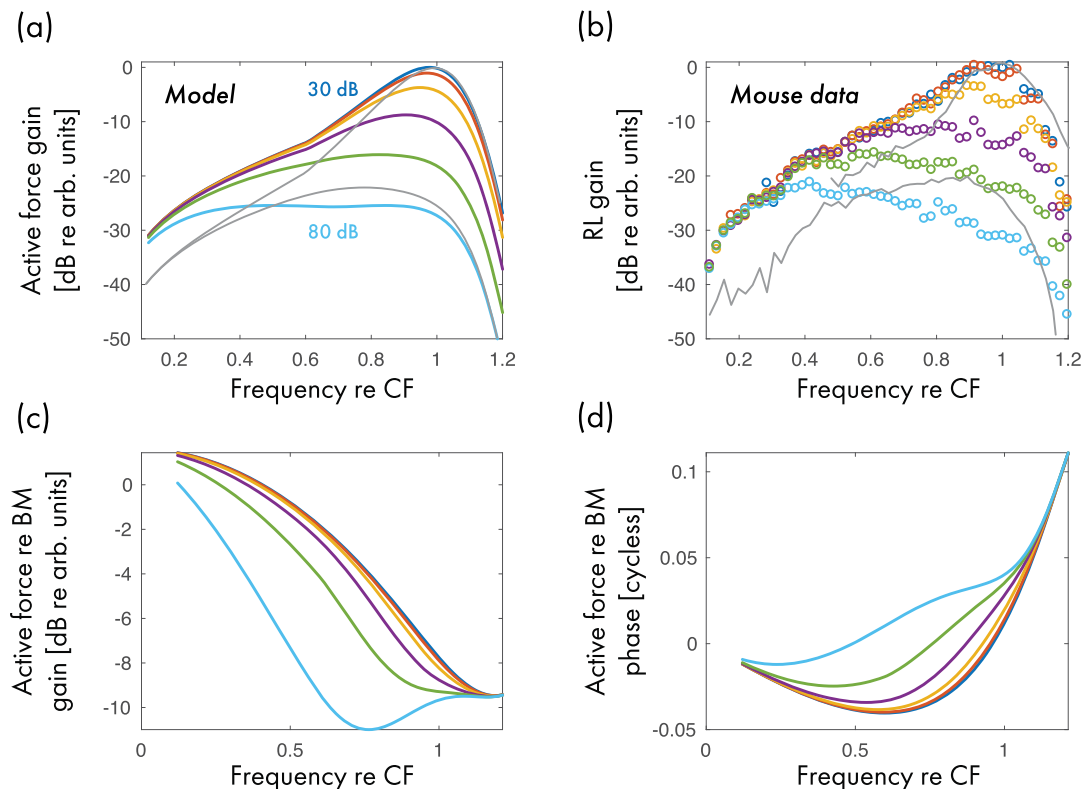 (a)
Model
30 dB
80 dB
0
-10
-20
-30
-40
-50
0.2 0.4 0.6 0.8 1 1.2
Active force gain
[dB re arb. units]
Frequency re CF
(b)
Mouse data
0
-10
-20
-30
-40
-50
0.2 0.4 0.6 0.8 1 1.2
RL gain
[dB re arb. units]
Frequency re CF
(c)
0
-2
-4
-6
-8
-10
0 0.5 1
Active force re BM
gain [dB re arb. units]
Frequency re CF
(d)
0.1
0.05
0
-0.05
0 0.5 1
Active force re BM
phase [cycless]
Frequency re CF